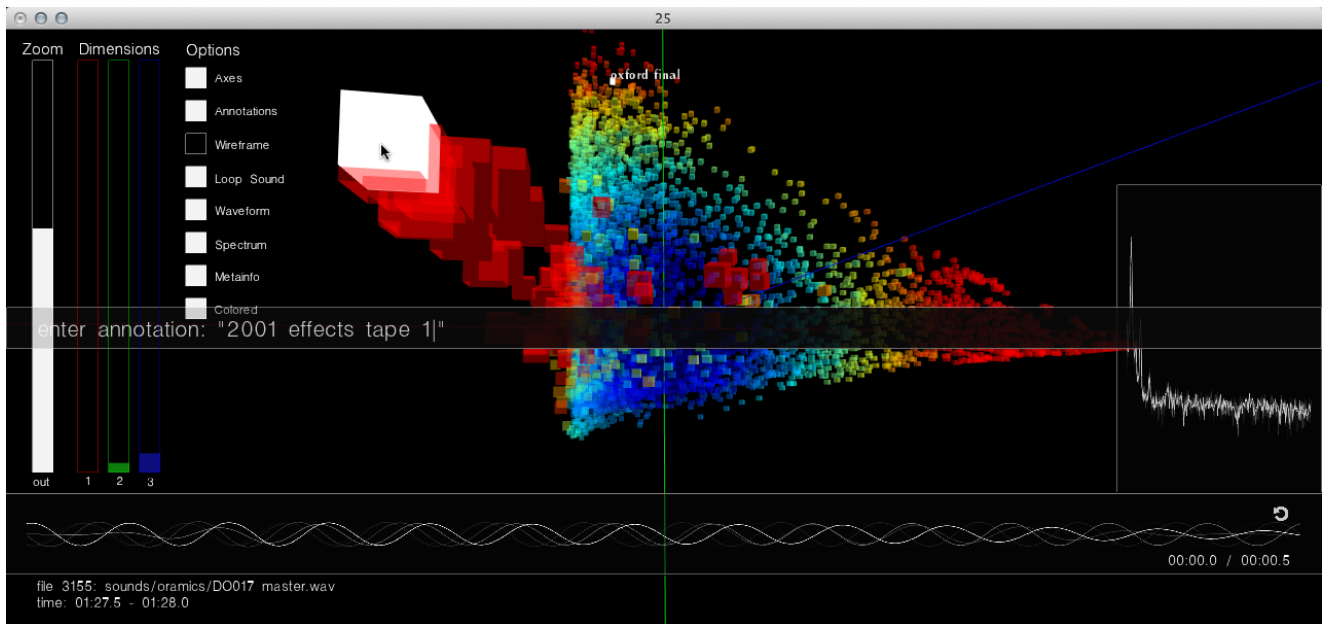 25
Zoom Dimensions Options
Axes
Annotations
Wireframe
Loop Sound
Waveform
Spectrum
Metainfo
Colored
oxford final
enter annotation: "2001 effects tape 1"
out 1 2 3
00:00.0 / 00:00.5
file 3155: sounds/oramics/DO017 master.wav
time: 01:27.5 - 01:28.0